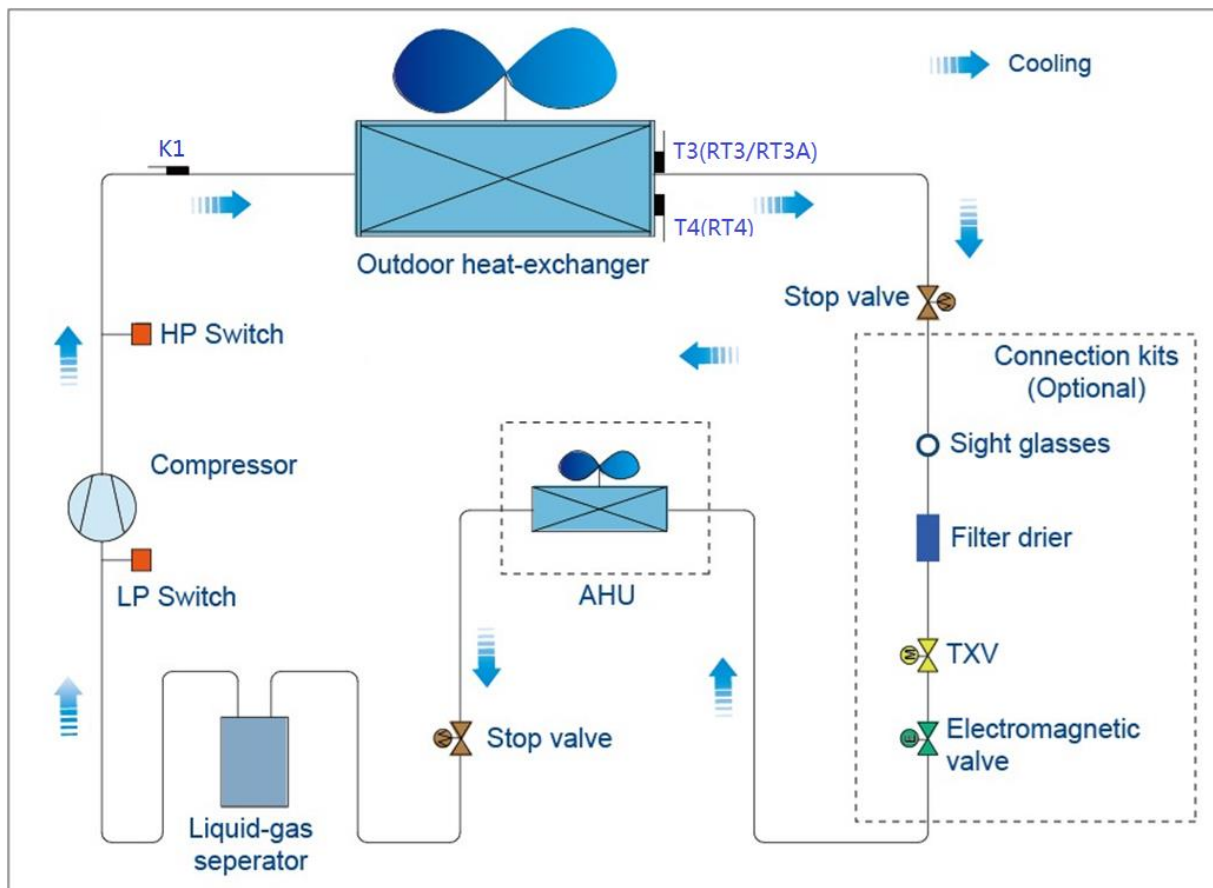 Cooling
K1
T3(RT3/RT3A)
T4(RT4)
Outdoor heat-exchanger
Stop valve
HP Switch
Connection kits
(Optional)
Sight glasses
Compressor
Filter drier
LP Switch
AHU
M
TXV
Stop valve
E
Electromagnetic
valve
Liquid-gas
seperator